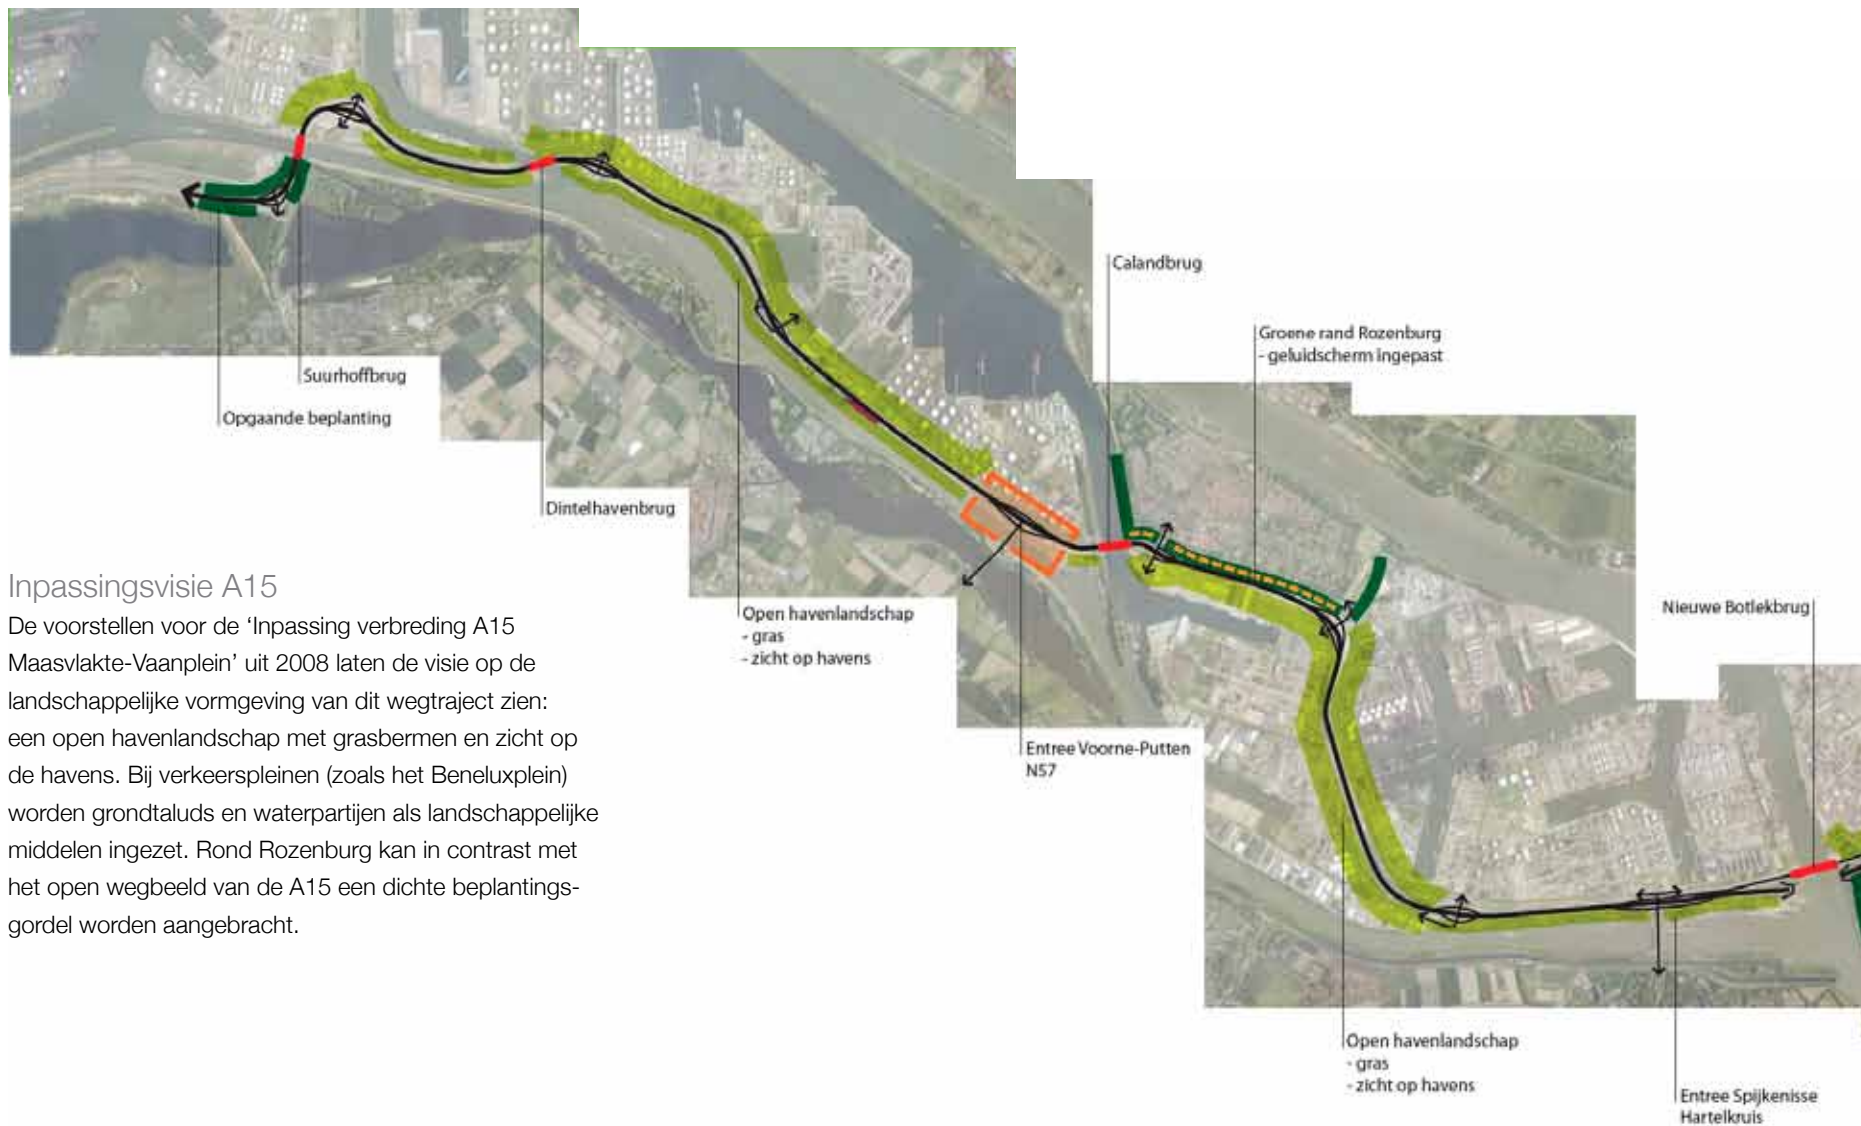 Calandbrug
Groene rand Rozenburg
- geluidscherm ingepast
Suurhoffbrug
Opgaande beplanting
Dintelhavenbrug
Inpassingsvisie A15
De voorstellen voor de ‘Inpassing verbreding A15
Maasvlakte-Vaanplein’ uit 2008 laten de visie op de
landschappelijke vormgeving van dit wegtraject zien:
een open havenlandschap met grasbermen en zicht op
de havens. Bij verkeerspleinen (zoals het Beneluxplein)
worden grondtaluds en waterpartijen als landschappelijke
middelen ingezet. Rond Rozenburg kan in contrast met
het open wegbeeld van de A15 een dichte beplantings-
gordel worden aangebracht.
Open havenlandschap
- gras
- zicht op havens
Nieuwe Botlekbrug
Entree Voorne-Putten
N57
Open havenlandschap
- gras
- zicht op havens
Entree Spijkenisse
Hartelkruis